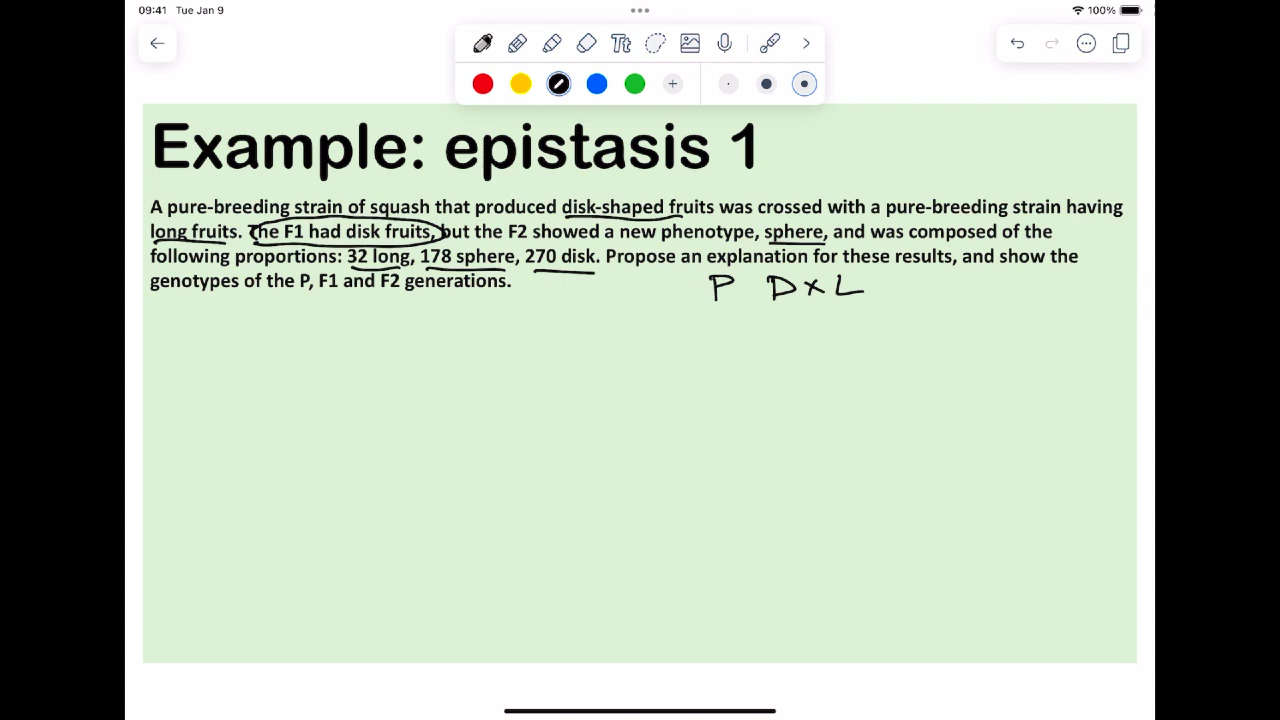 09:41 Tue Jan 9
100%
Tt
Example: epistasis 1
A pure-breeding strain of squash that produced disk-shaped fruits was crossed with a pure-breeding strain having
long fruits. The F1 had disk fruits, but the F2 showed a new phenotype, sphere, and was composed of the
following proportions: 32 long, 178 sphere, 270 disk. Propose an explanation for these results, and show the
genotypes of the P, F1 and F2 generations.
P D x L